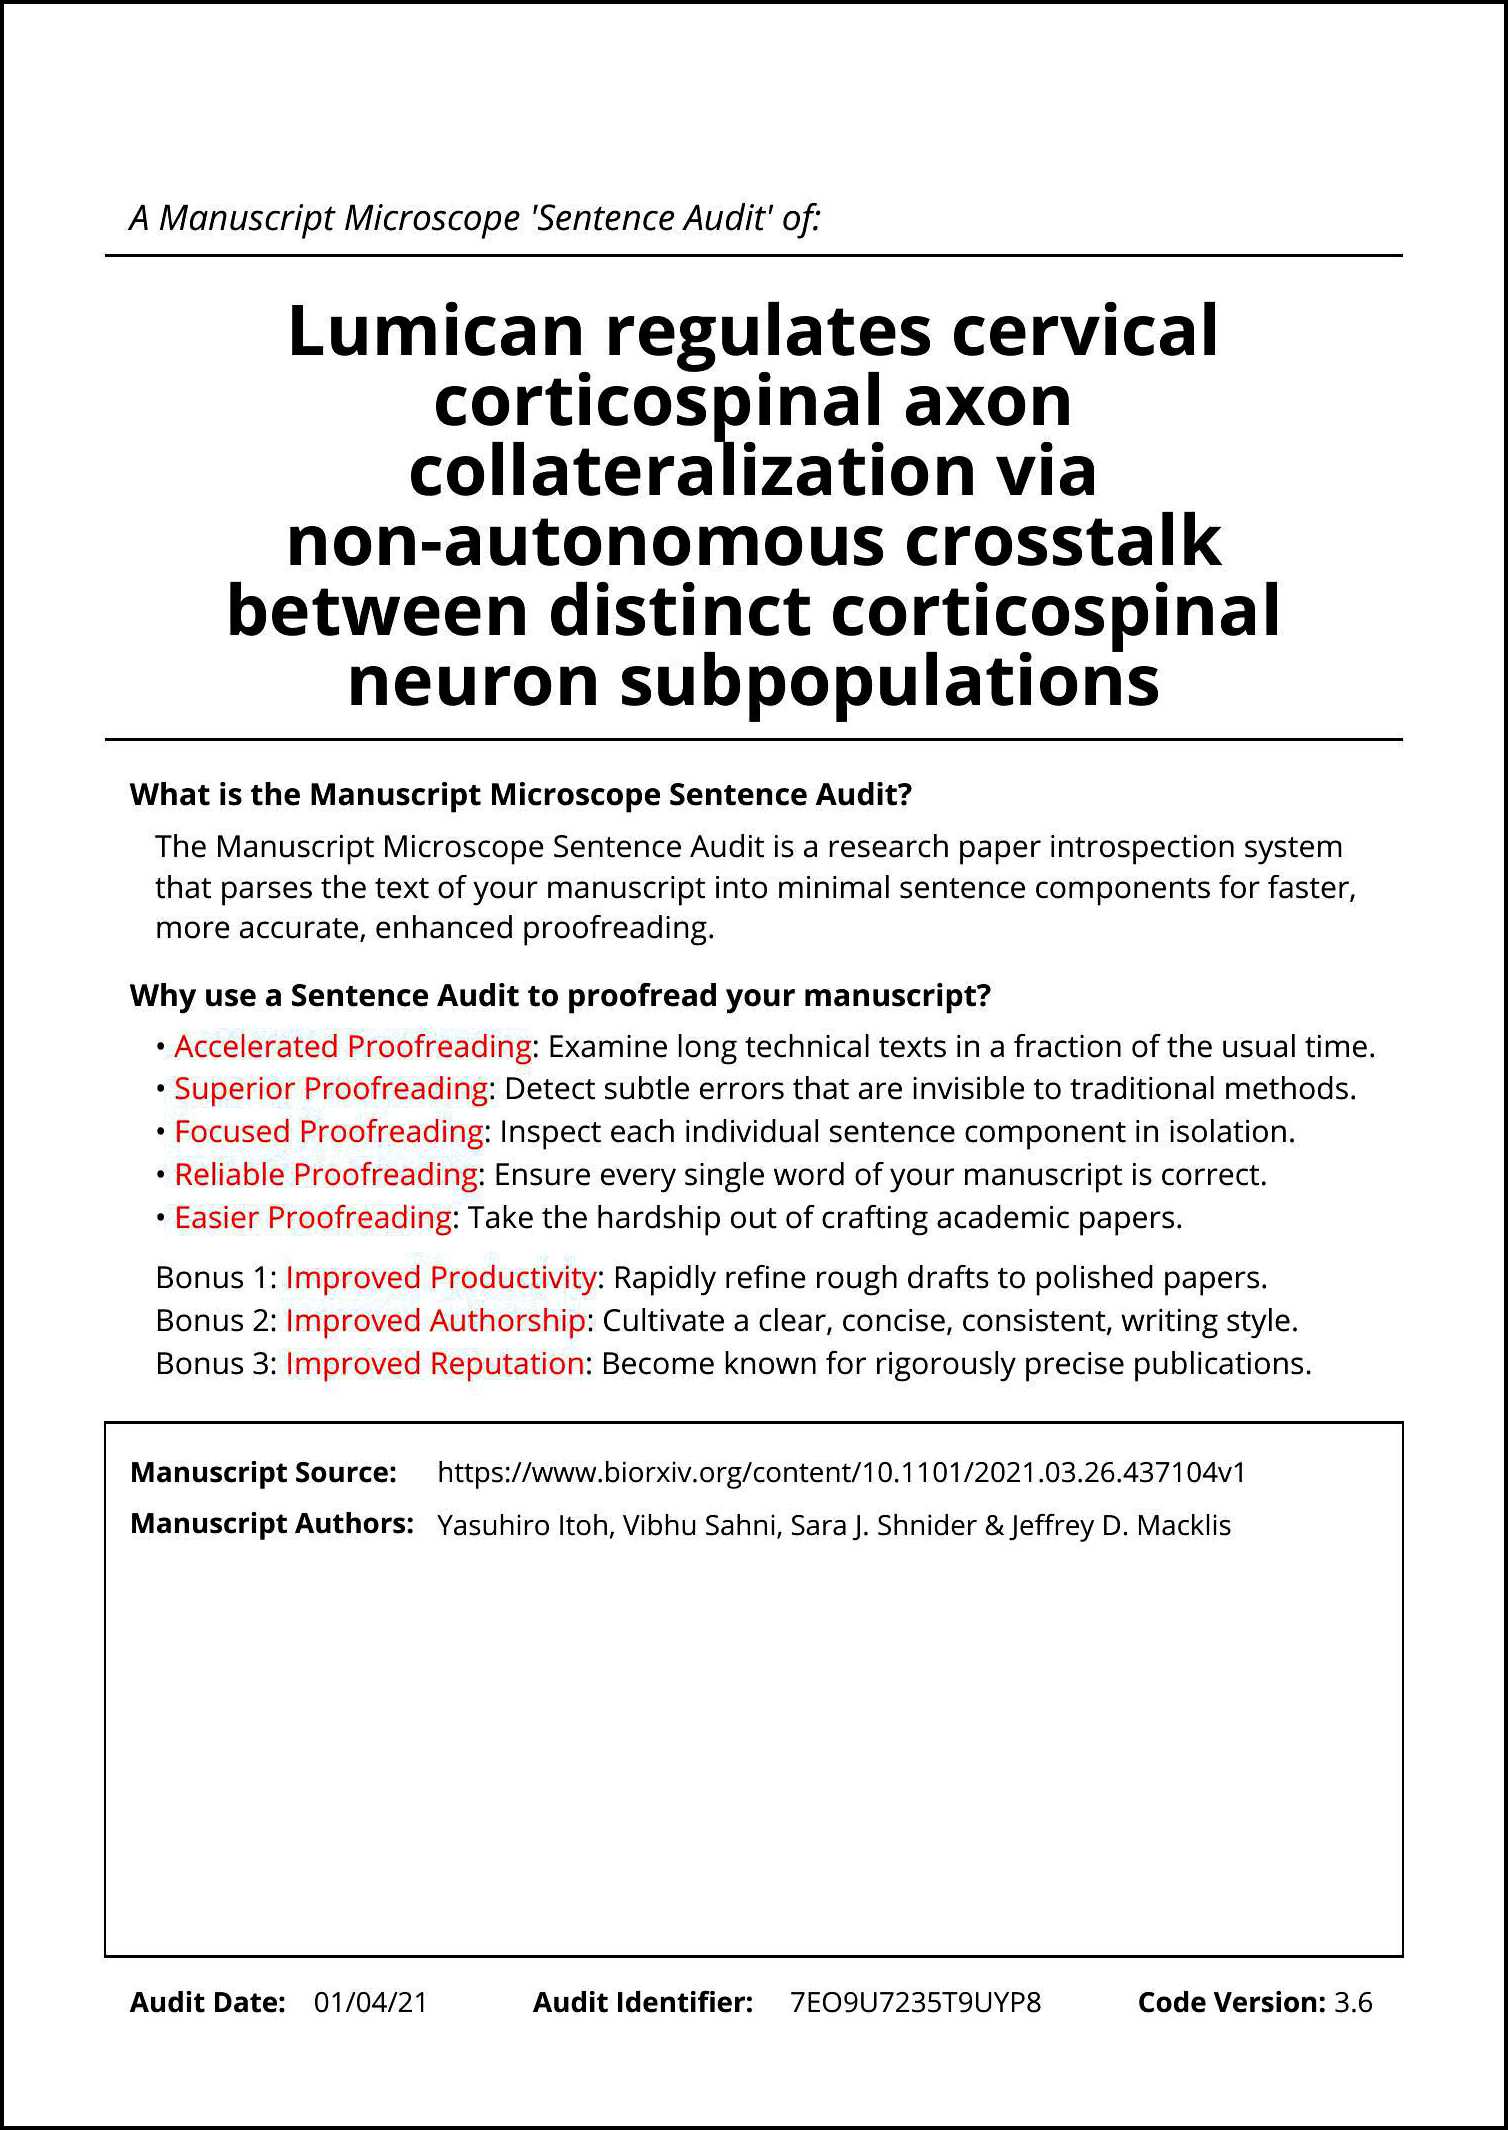 A Manuscript Microscope 'Sentence Audit' of:
Lumican regulates cervical
corticospinal axon
collateralization via
non-autonomous crosstalk
between distinct corticospinal
neuron subpopulations
What is the Manuscript Microscope Sentence Audit?
The Manuscript Microscope Sentence Audit is a research paper introspection system
that parses the text of your manuscript into minimal sentence components for faster,
more accurate, enhanced proofreading.
Why use a Sentence Audit to proofread your manuscript?
• Accelerated Proofreading: Examine long technical texts in a fraction of the usual time.
• Superior Proofreading: Detect subtle errors that are invisible to traditional methods.
• Focused Proofreading: Inspect each individual sentence component in isolation.
• Reliable Proofreading: Ensure every single word of your manuscript is correct.
• Easier Proofreading: Take the hardship out of crafting academic papers.
Bonus 1: Improved Productivity: Rapidly refine rough drafts to polished papers.
Bonus 2: Improved Authorship: Cultivate a clear, concise, consistent, writing style.
Bonus 3: Improved Reputation: Become known for rigorously precise publications.
Manuscript Source: https://www.biorxiv.org/content/10.1101/2021.03.26.437104v1
Manuscript Authors: Yasuhiro Itoh, Vibhu Sahni, Sara J. Shnider & Jeffrey D. Macklis
Audit Date: 01/04/21 Audit Identifier: 7EO9U7235T9UYP8 Code Version: 3.6